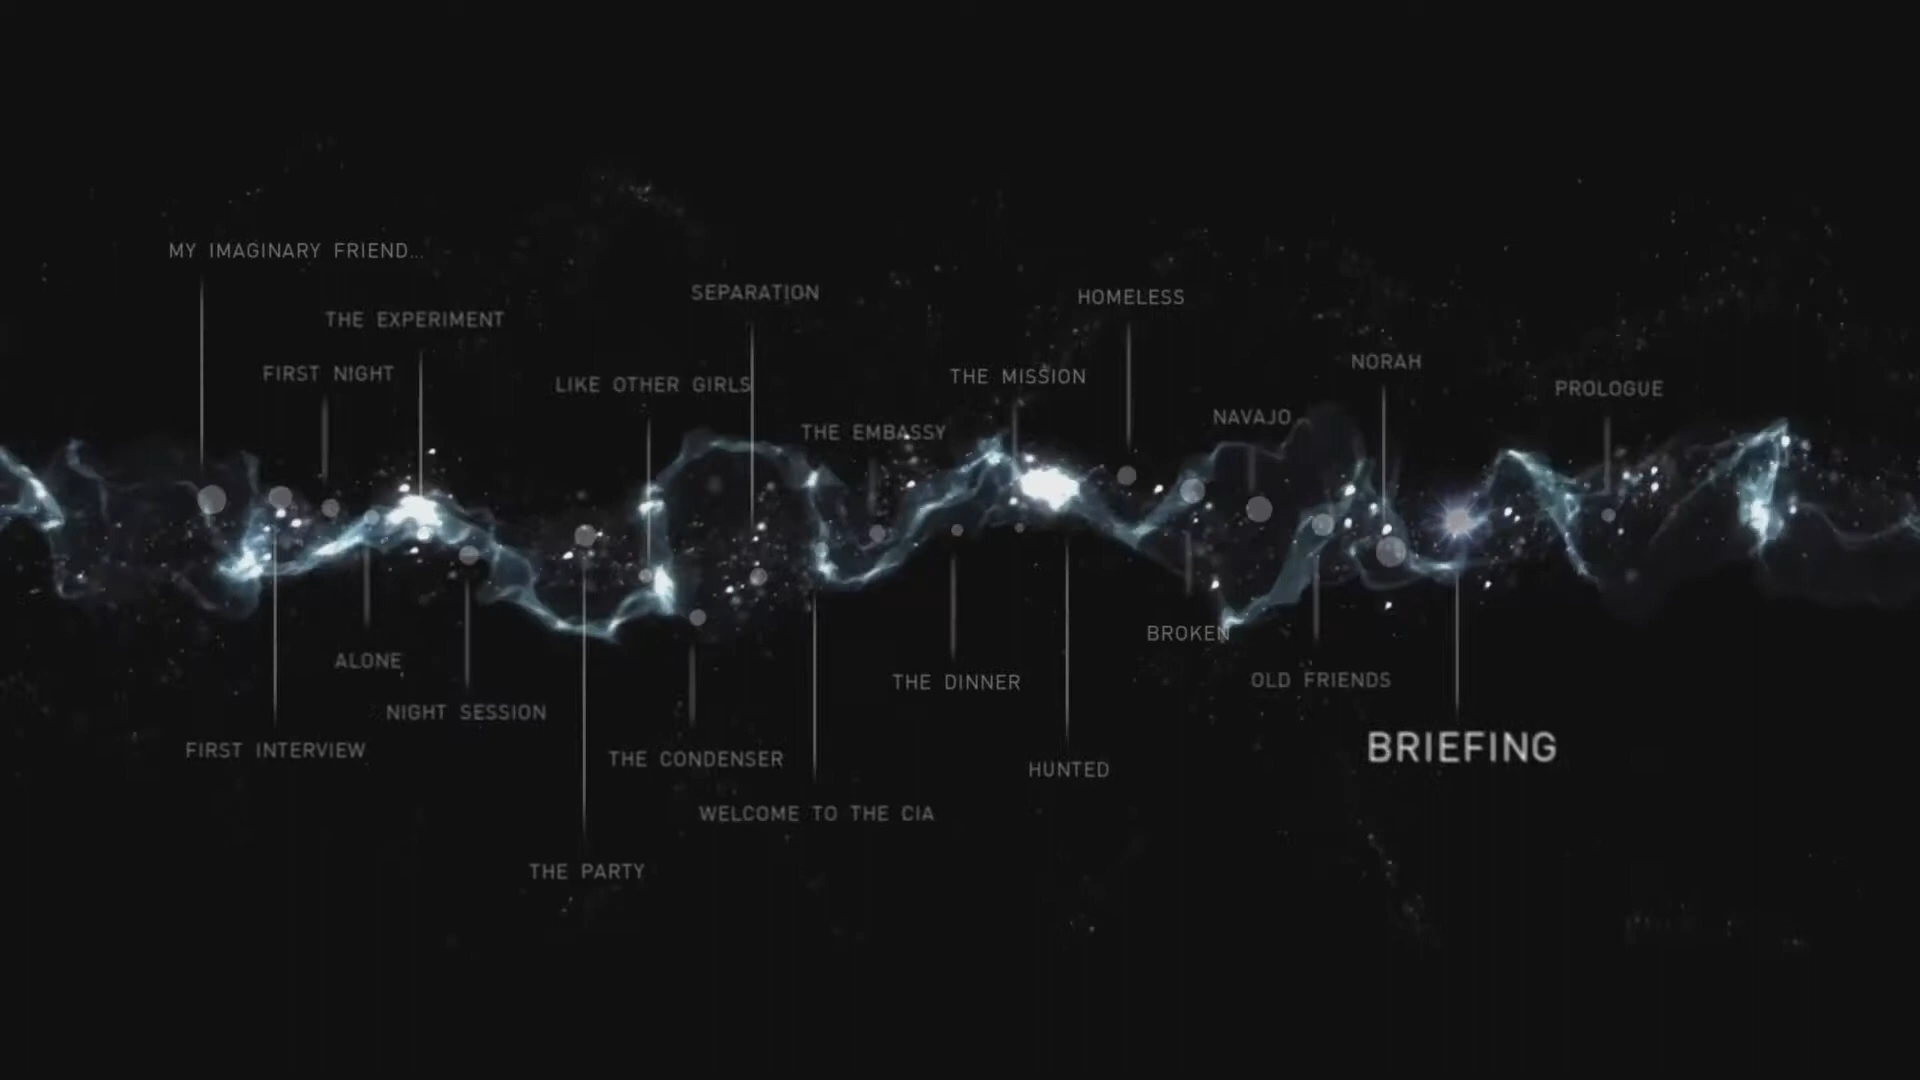 MY IMAGINARY FRIEND...
SEPARATION
HOMELESS
THE EXPERIMENT
NORAH
FIRST NIGHT
THE MISSION
LIKE OTHER GIRLS
PROLOGUE
NAVAJO
THE EMBASSY
BROKEN
ALONE
OLD FRIENDS
THE DINNER
NIGHT SESSION
FIRST INTERVIEW
BRIEFING
THE CONDENSER
HUNTED
WELCOME TO THE CIA
THE PARTY